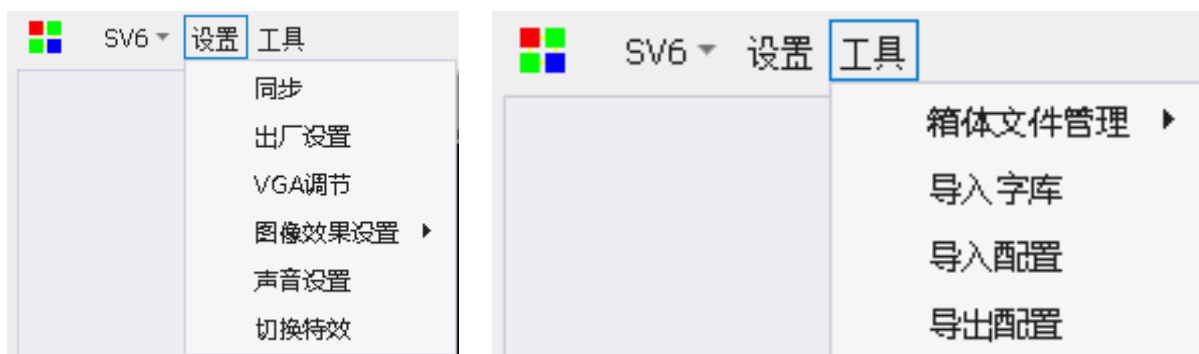 SV6 设置 工具
同步
出厂设置
VGA调节
图像效果设置
声音设置
切换特效
SV6 设置 工具
箱体文件管理
导入字库
导入配置
导出配置